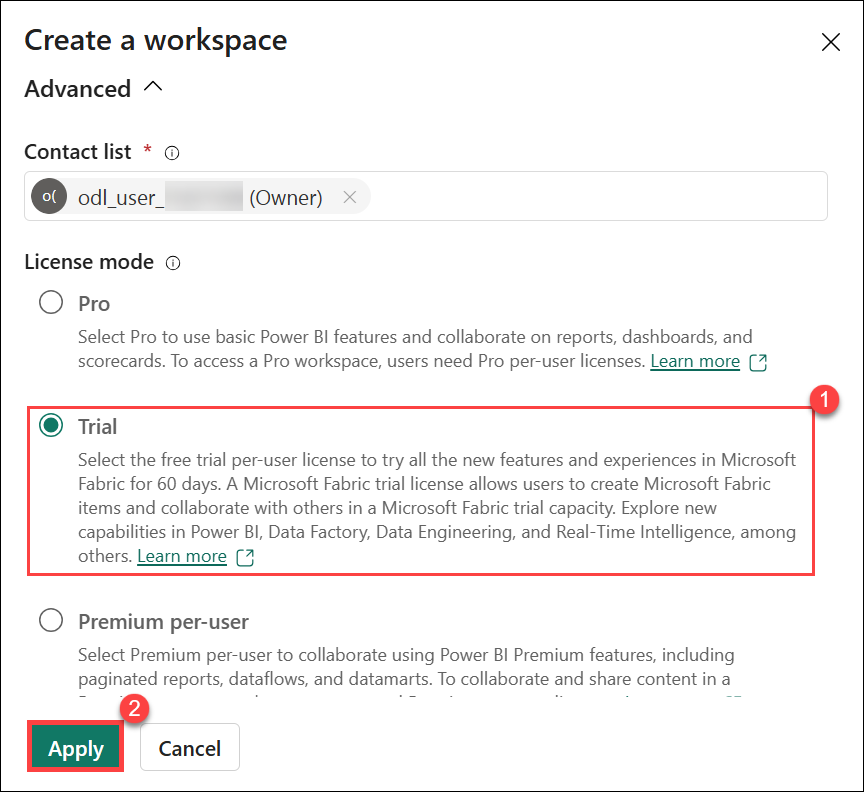 Create a workspace
Advanced
Contact list *
o( odl_user_ (Owner)
License mode
Pro
Select Pro to use basic Power BI features and collaborate on reports, dashboards, and
scorecards. To access a Pro workspace, users need Pro per-user licenses. Learn more
1
Trial
Select the free trial per-user license to try all the new features and experiences in Microsoft
Fabric for 60 days. A Microsoft Fabric trial license allows users to create Microsoft Fabric
items and collaborate with others in a Microsoft Fabric trial capacity. Explore new
capabilities in Power BI, Data Factory, Data Engineering, and Real-Time Intelligence, among
others. Learn more
Premium per-user
Select Premium per-user to collaborate using Power BI Premium features, including
paginated reports, dataflows, and datamarts. To collaborate and share content in a
2
Apply Cancel